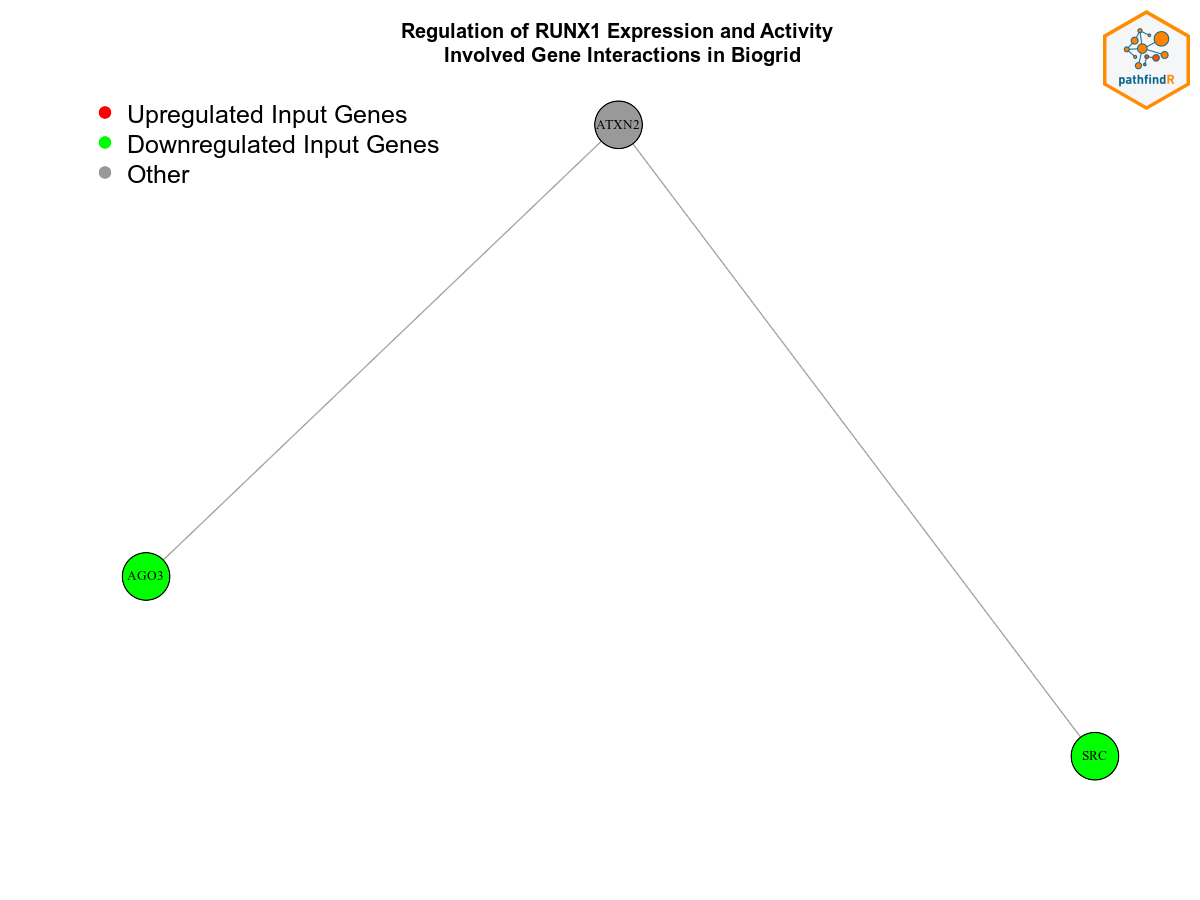 Regulation of RUNX1 Expression and Activity
Involved Gene Interactions in Biogrid
pathfindR
Upregulated Input Genes
Downregulated Input Genes
Other
ATXN2
AGO3
SRC